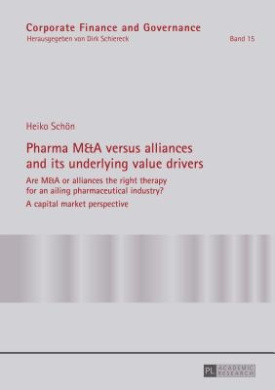 Corporate Finance and Governance
Herausgegeben von Dirk Schiereck Band 15
Heiko Schön
Pharma M&A versus alliances
and its underlying value drivers
Are M&A or alliances the right therapy
for an ailing pharmaceutical industry?
A capital market perspective
PL ACADEMIC
RESEARCH